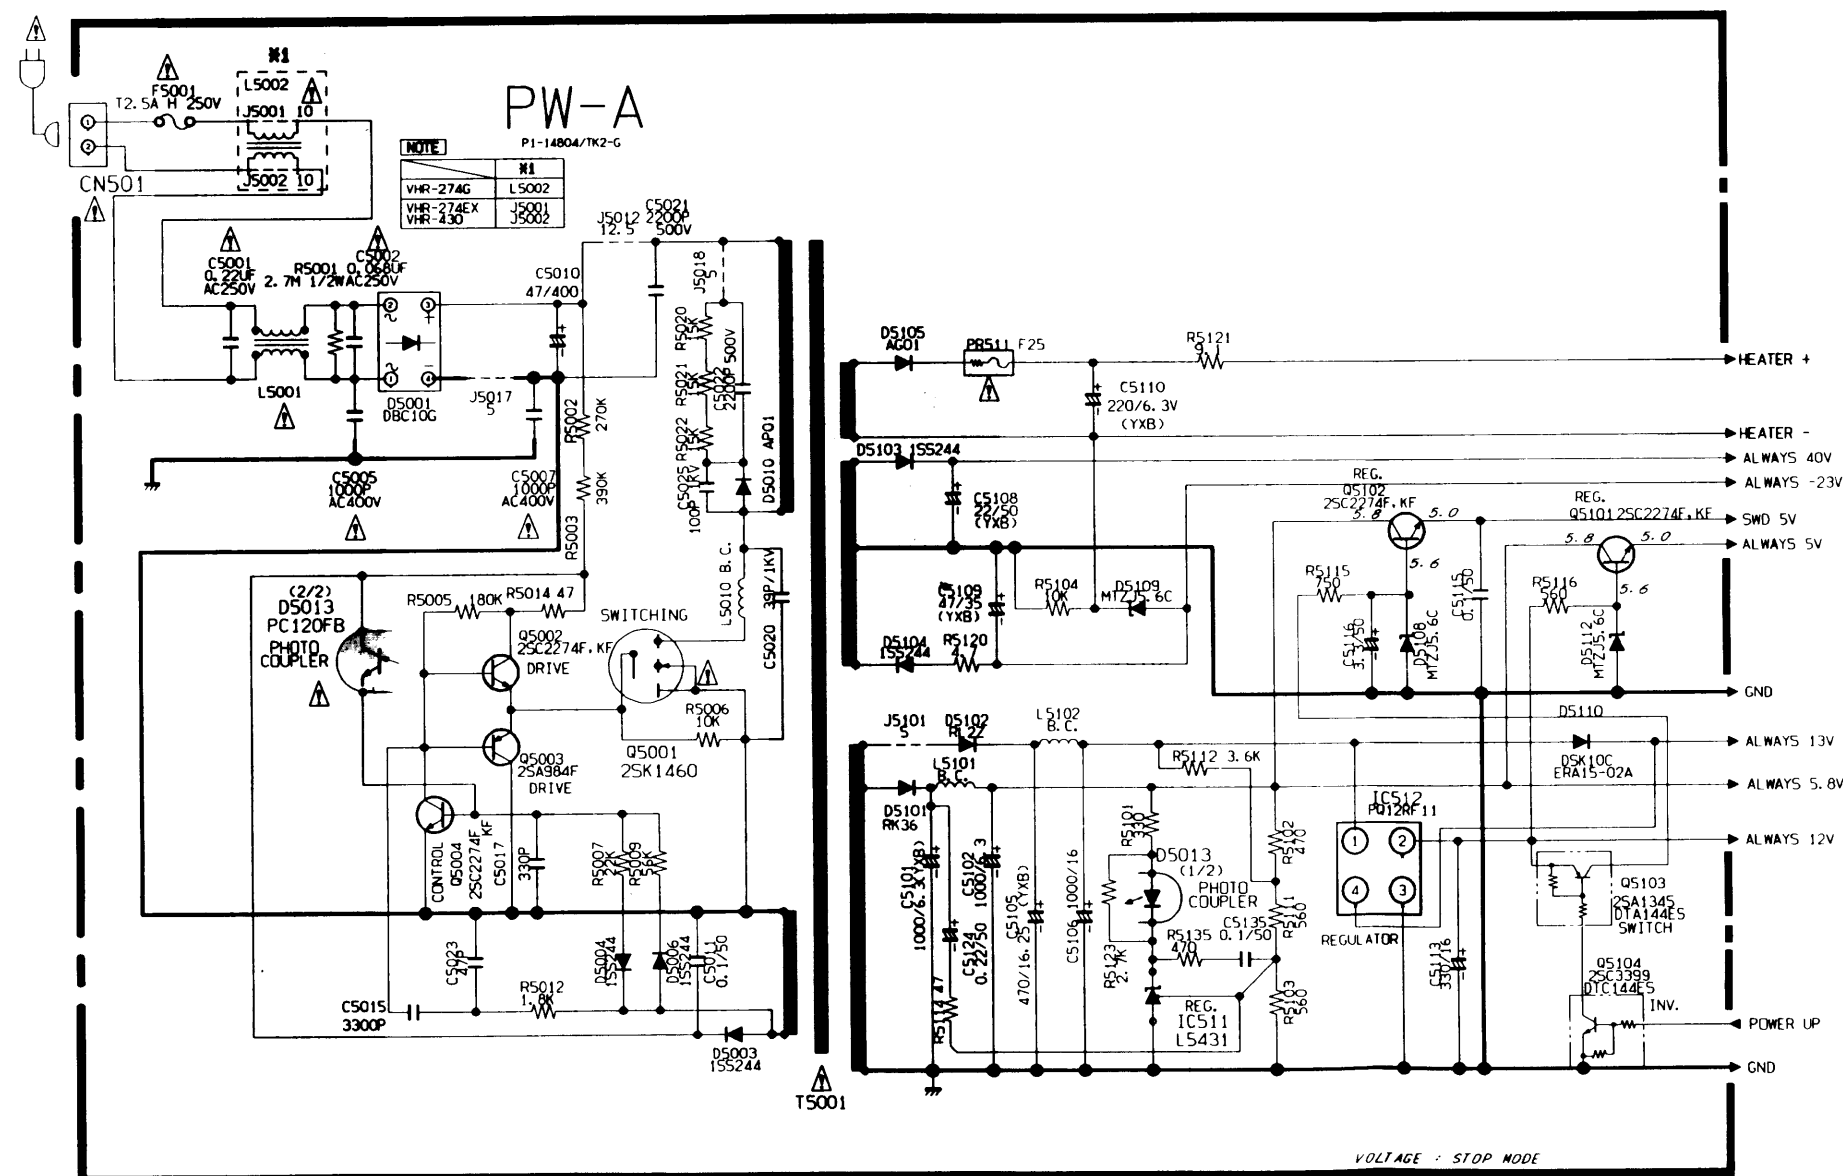 ※1
F5001
T2.5A H 250V
L5002
J5001 10
J5002 10
CN501
PW-A
P1-14804/TK2-G
NOTE
※1
VHR-274G L5002
VHR-274EX J5001
VHR-430 J5002
C5001
0.22UF
AC250V
R5001
2.7M 1/2W
C5002
0.068UF
AC250V
L5001
D5001
DBC10G
J5017
5
C5010
47/400
J5012
12.5
C5021
2200P
500V
J5018
5
R5020
15K
R5021
15K
R5022
15K
C5022
2200P 500V
C5025
100P 1KV
D5010 AP01
R5002
270K
R5003
390K
C5005
1000P
AC400V
C5007
1000P
AC400V
(2/2)
D5013
PC120FB
PHOTO
COUPLER
R5005 180K
R5014 47
Q5002
2SC2274F,KF
DRIVE
SWITCHING
L5010 B.C.
C5020 39P/1KV
R5006
10K
Q5001
2SK1460
Q5003
2SA984F
DRIVE
CONTROL
Q5004
2SC2274F
KF
C5017
330P
R5007
22K
R5009
5.6K
C5023
473
D5004
1SS244
D5006
1SS244
C5011
0.1/50
C5015
3300P
R5012
1.8K
D5003
1SS244
T5001
D5105
AG01
PR511 F25
R5121
9.1
C5110
220/6.3V
(YXB)
HEATER +
HEATER -
D5103 1SS244
ALWAYS 40V
ALWAYS -23V
C5108
22/50
(YXB)
REG.
Q5102
2SC2274F,KF
5.8
5.0
5.6
REG.
Q5101 2SC2274F,KF
5.8
5.0
5.6
SWD 5V
ALWAYS 5V
C5109
47/35
(YXB)
R5104
10K
D5109
MTZJ5.6C
D5104
1SS244
R5120
4.7
R5115
750
C5116
3.3/50
D5108
MTZJ5.6C
C5115
R5116
560
D5112
MTZJ5.6C
GND
J5101
5
D5102
RL2Z
L5102
B.C.
L5101
B.C.
D5101
RK36
R5112 3.6K
D5110
DSK10C
ERA15-02A
ALWAYS 13V
ALWAYS 5.8V
ALWAYS 12V
IC512
PQ12RF11
1
2
4
3
REGULATOR
C5101
1000/6.3(YXB)
C5124
0.22/50
C5102
1000/6.3
R5114 47
C5105
470/16.25 (YXB)
C5106 1000/16
R5101
330
D5013
(1/2)
PHOTO
COUPLER
R5123
2.7K
R5135
470
C5135
0.1/50
R5102
470
R5111
560
R5103
560
REG.
IC511
L5431
C5113
330/16
Q5103
2SA1345
DTA144ES
SWITCH
Q5104
2SC3399
DTC144ES
INV.
POWER UP
GND
VOLTAGE : STOP MODE